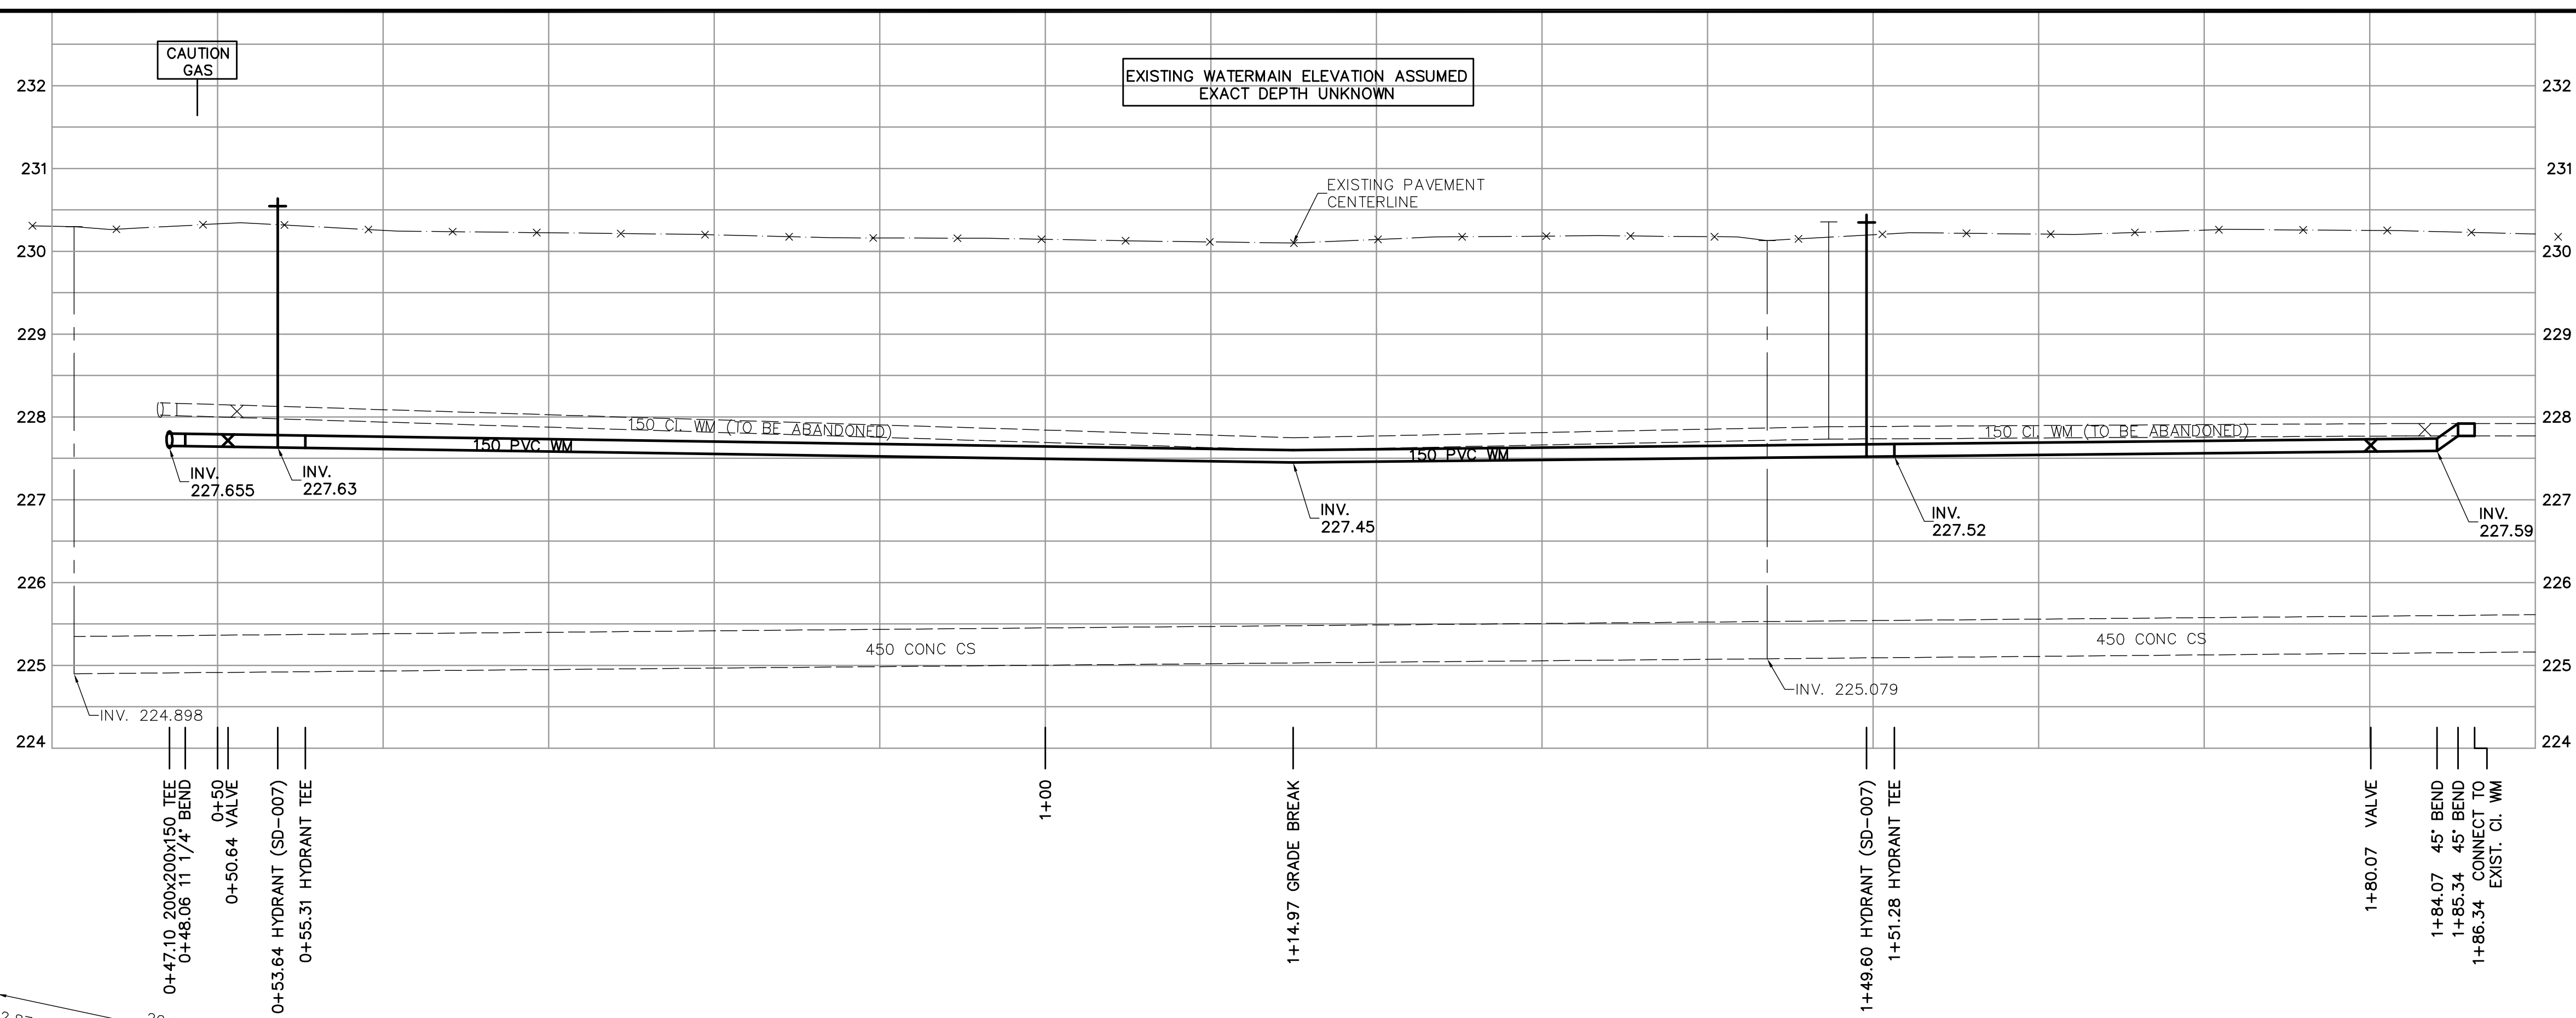 CAUTION
GAS
EXISTING WATERMAIN ELEVATION ASSUMED
EXACT DEPTH UNKNOWN
232
232
231
231
EXISTING PAVEMENT
CENTERLINE
230
230
229
229
228
228
150 CI. WM (TO BE ABANDONED)
150 CI. WM (TO BE ABANDONED)
150 PVC WM
150 PVC WM
INV.
227.655
INV.
227.63
INV.
227.45
INV.
227.52
INV.
227.59
227
227
226
226
450 CONC CS
450 CONC CS
225
225
INV. 224.898
INV. 225.079
224
224
0+47.10 200x200x150 TEE
0+48.06 11 1/4° BEND
0+50
0+50.64 VALVE
0+53.64 HYDRANT (SD-007)
0+55.31 HYDRANT TEE
1+00
1+14.97 GRADE BREAK
1+49.60 HYDRANT (SD-007)
1+51.28 HYDRANT TEE
1+80.07 VALVE
1+84.07 45° BEND
1+85.34 45° BEND
1+86.34 CONNECT TO
EXIST. CI. WM